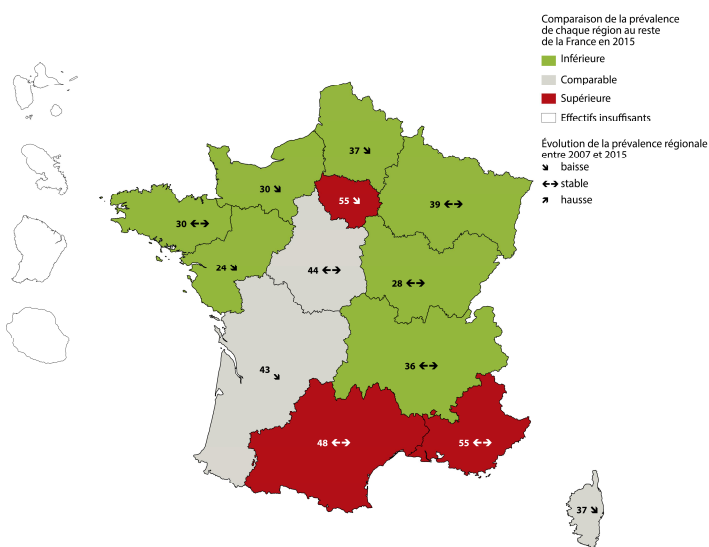 Comparaison de la prévalence
de chaque région au reste
de la France en 2015
Inférieure
Comparable
Supérieure
Effectifs insuffisants
Évolution de la prévalence régionale
entre 2007 et 2015
baisse
stable
hausse
37
30
55
39
30
24
44
28
36
43
48
55
37